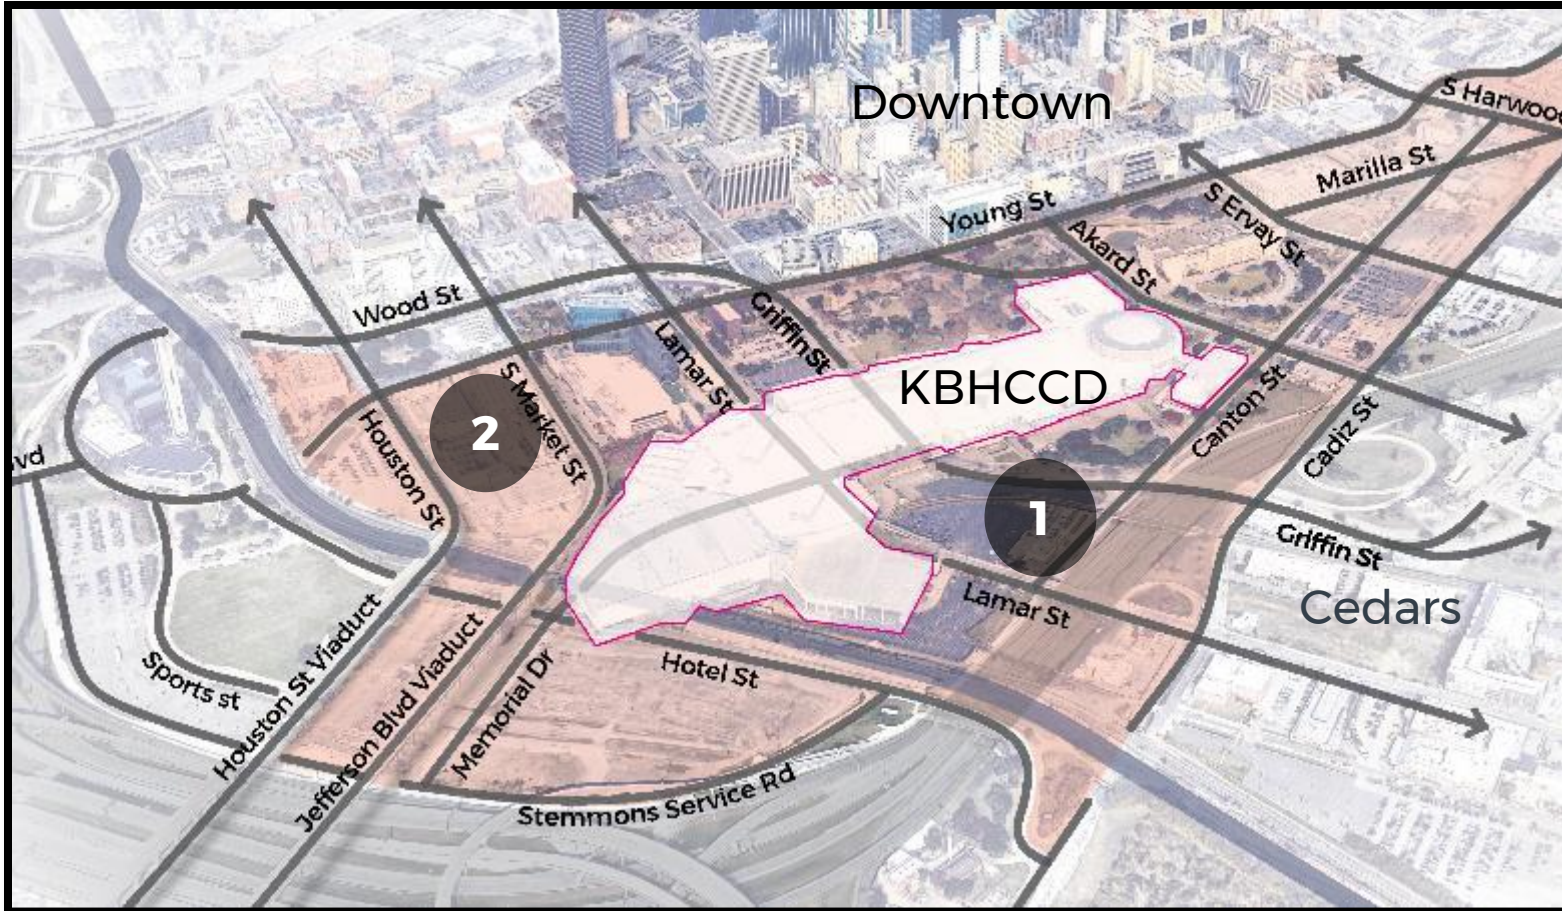 Downtown
S Harwood
Marilla St
S Ervay St
Young St
Akard St
Wood St
Griffin St
Lamar St
S Market St
KBHCCD
Houston St
2
Canton St
Cadiz St
vd
1
Griffin St
Lamar St
Cedars
Hotel St
Sports st
Houston St Viaduct
Jefferson Blvd Viaduct
Memorial Dr
Stemmons Service Rd